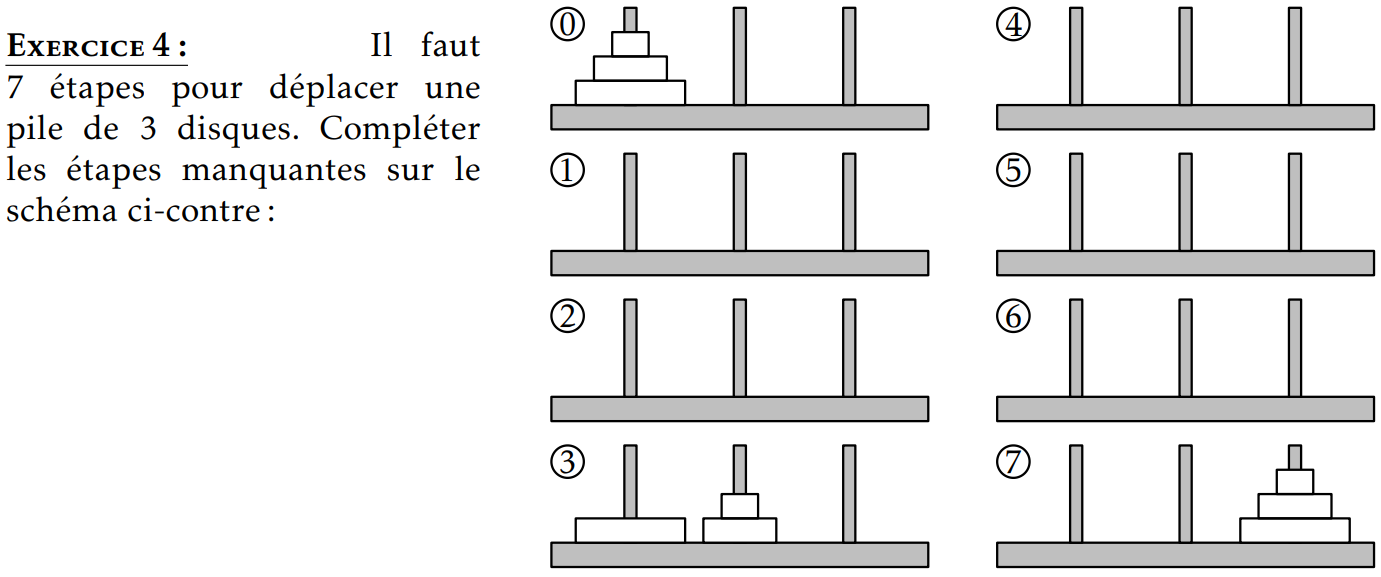 EXERCICE 4 : Il faut
7 étapes pour déplacer une
pile de 3 disques. Compléter
les étapes manquantes sur le
schéma ci-contre :
0
1
2
3
4
5
6
7